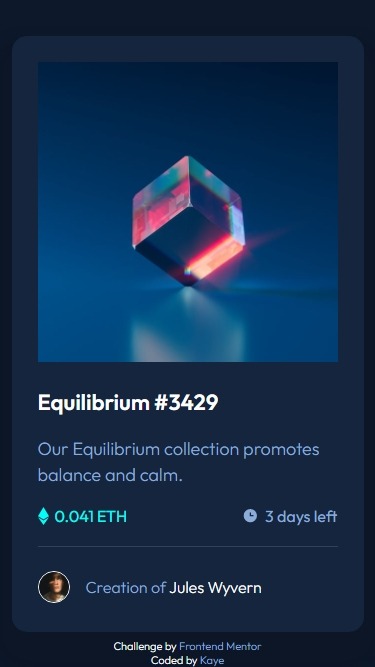 Equilibrium #3429
Our Equilibrium collection promotes
balance and calm.
0.041 ETH
3 days left
Creation of Jules Wyvern
Challenge by Frontend Mentor
Coded by Kaye